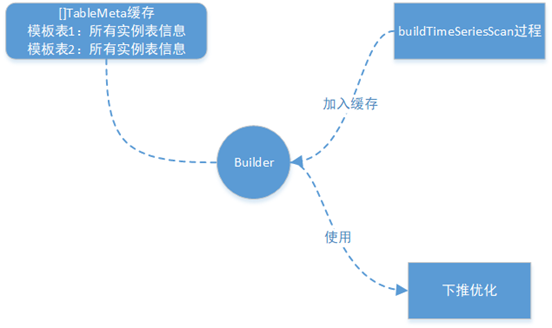 []TableMeta缓存
模板表1：所有实例表信息
模板表2：所有实例表信息
buildTimeSeriesScan过程
加入缓存
Builder
使用
下推优化